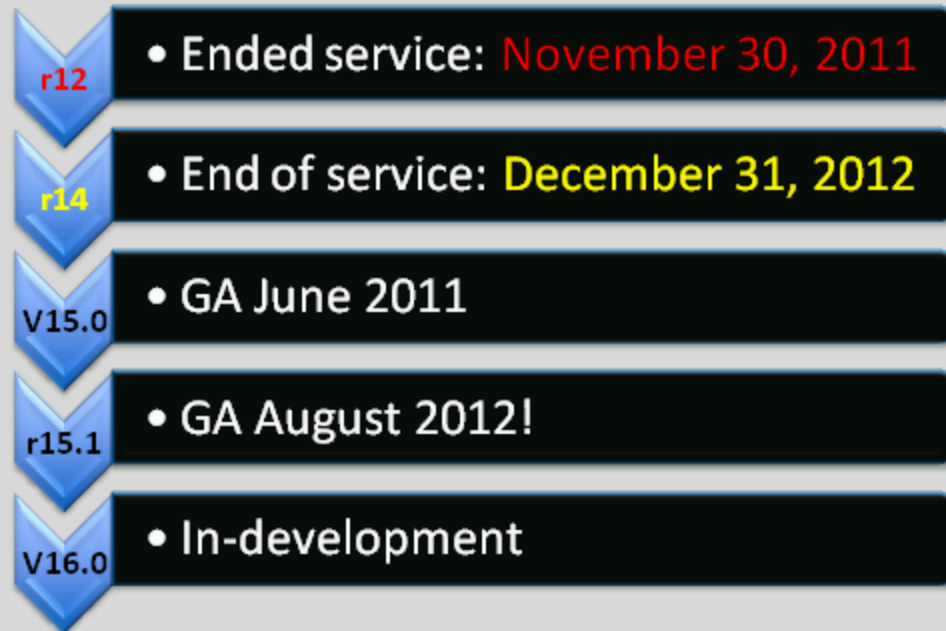 r12 • Ended service: November 30, 2011
r14 • End of service: December 31, 2012
V15.0 • GA June 2011
r15.1 • GA August 2012!
V16.0 • In-development